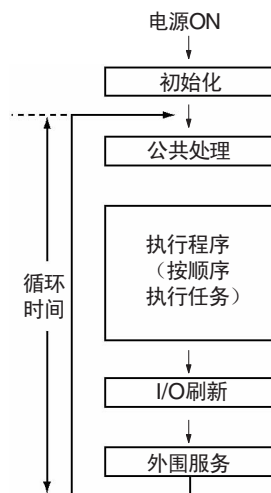 电源ON
初始化
公共处理
执行程序
（按顺序
执行任务）
循环
时间
I/O刷新
外围服务